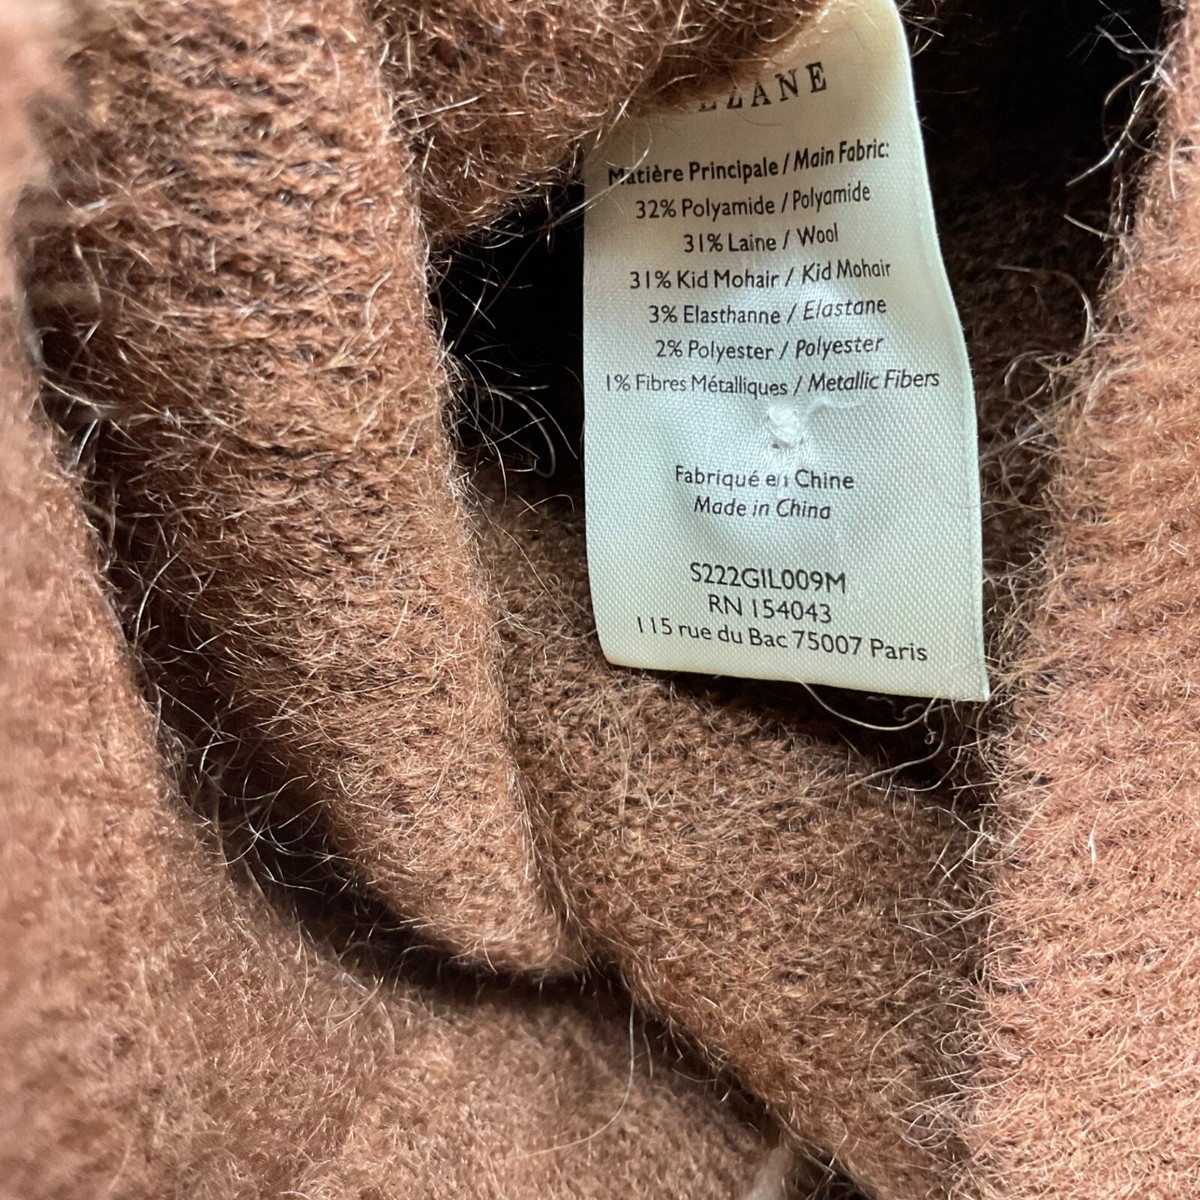 ZANE
Matière Principale / Main Fabric:
32% Polyamide / Polyamide
31% Laine / Wool
31% Kid Mohair / Kid Mohair
3% Elasthanne / Elastane
2% Polyester / Polyester
1% Fibres Métalliques / Metallic Fibers
Fabriqué en Chine
Made in China
S222GIL009M
RN 154043
115 rue du Bac 75007 Paris